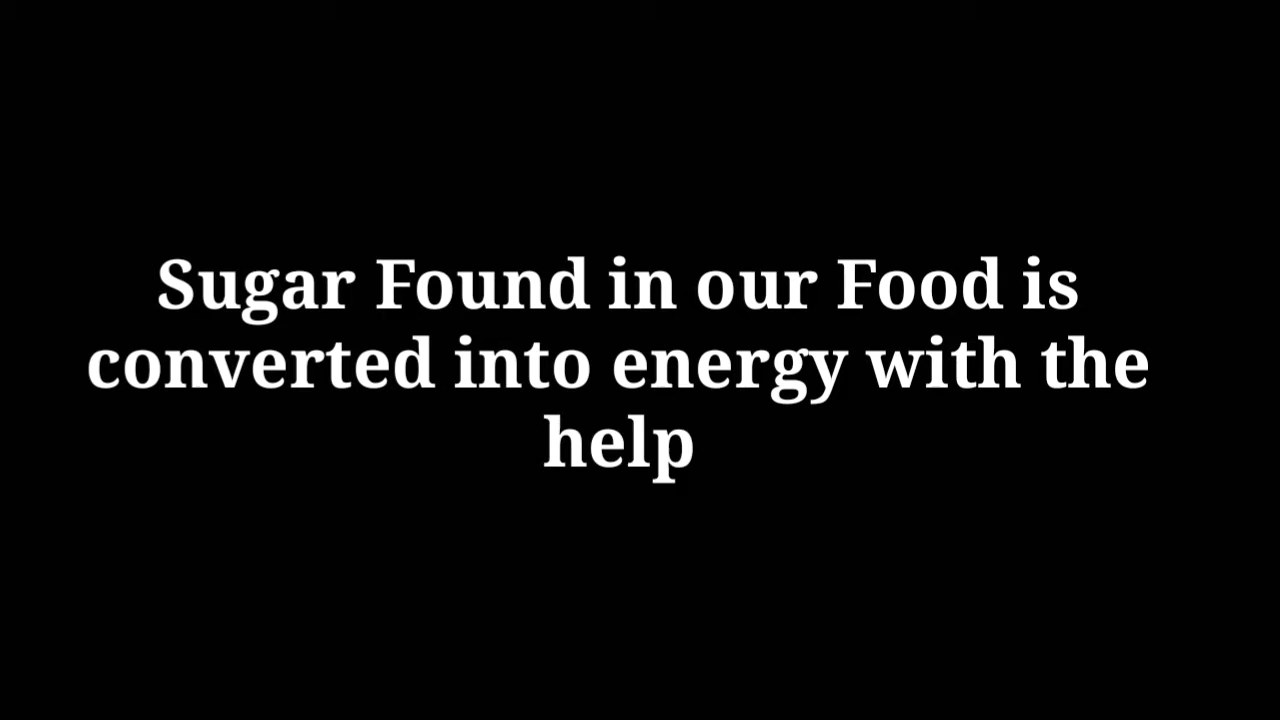 Sugar Found in our Food is
converted into energy with the
help